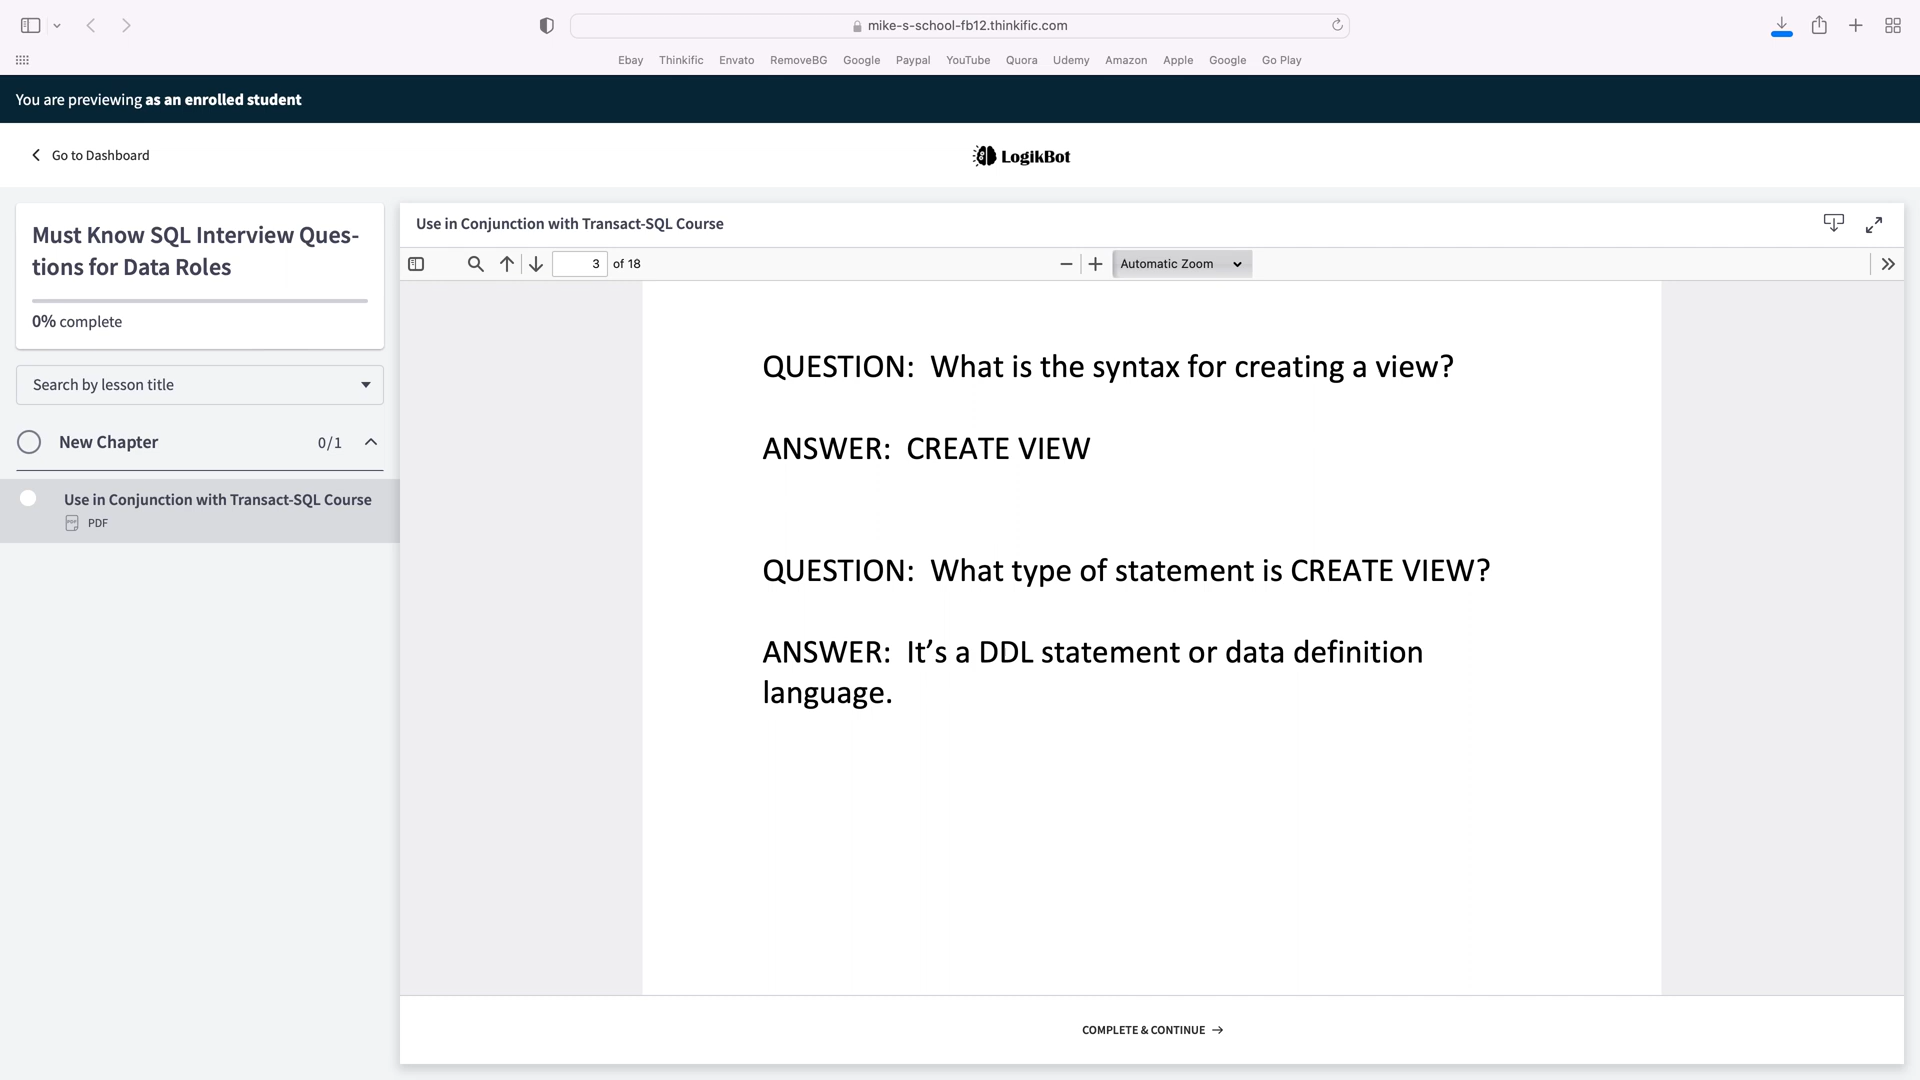 mike-s-school-fb12.thinkific.com
Ebay Thinkific Envato RemoveBG Google Paypal YouTube Quora Udemy Amazon Apple Google Go Play
You are previewing as an enrolled student
Go to Dashboard
LogikBot
Must Know SQL Interview Ques-
tions for Data Roles
0% complete
Search by lesson title
New Chapter 0/1
Use in Conjunction with Transact-SQL Course
PDF
Use in Conjunction with Transact-SQL Course
3 of 18
Automatic Zoom
QUESTION: What is the syntax for creating a view?
ANSWER: CREATE VIEW
QUESTION: What type of statement is CREATE VIEW?
ANSWER: It’s a DDL statement or data definition
language.
COMPLETE & CONTINUE →